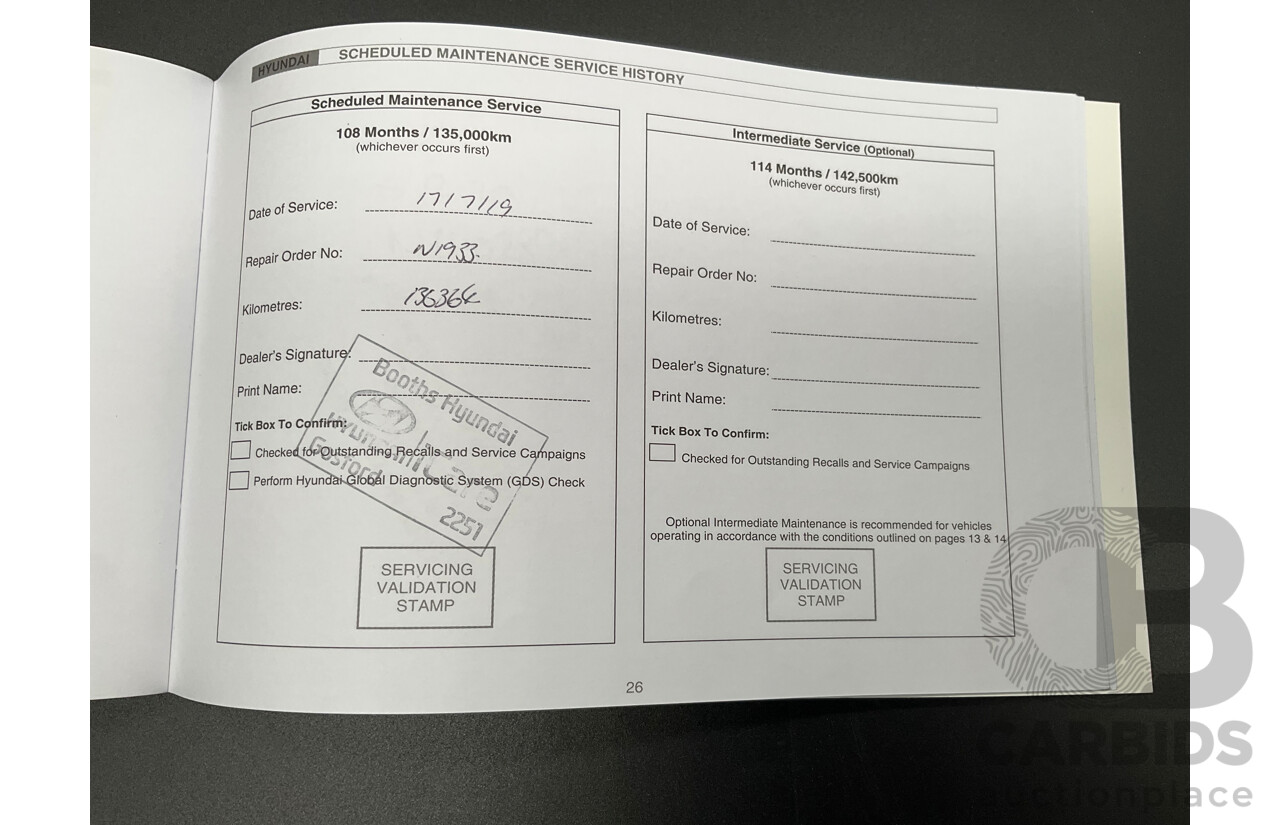 HYUNDAI SCHEDULED MAINTENANCE SERVICE HISTORY
Scheduled Maintenance Service
108 Months / 135,000km
(whichever occurs first)
Date of Service: 17/7/19
Repair Order No: N1933.
Kilometres:
Dealer's Signature:
Print Name:
Tick Box To Confirm:
Checked for Outstanding Recalls and Service Campaigns
Perform Hyundai Global Diagnostic System (GDS) Check
Booths Hyundai
HYUNDAI iCare
Gosford
2251
SERVICING
VALIDATION
STAMP
Intermediate Service (Optional)
114 Months / 142,500km
(whichever occurs first)
Date of Service:
Repair Order No:
Kilometres:
Dealer's Signature:
Print Name:
Tick Box To Confirm:
Checked for Outstanding Recalls and Service Campaigns
Optional Intermediate Maintenance is recommended for vehicles
operating in accordance with the conditions outlined on pages 13 & 14
SERVICING
VALIDATION
STAMP
26
CB
CARBIDS
auctionplace